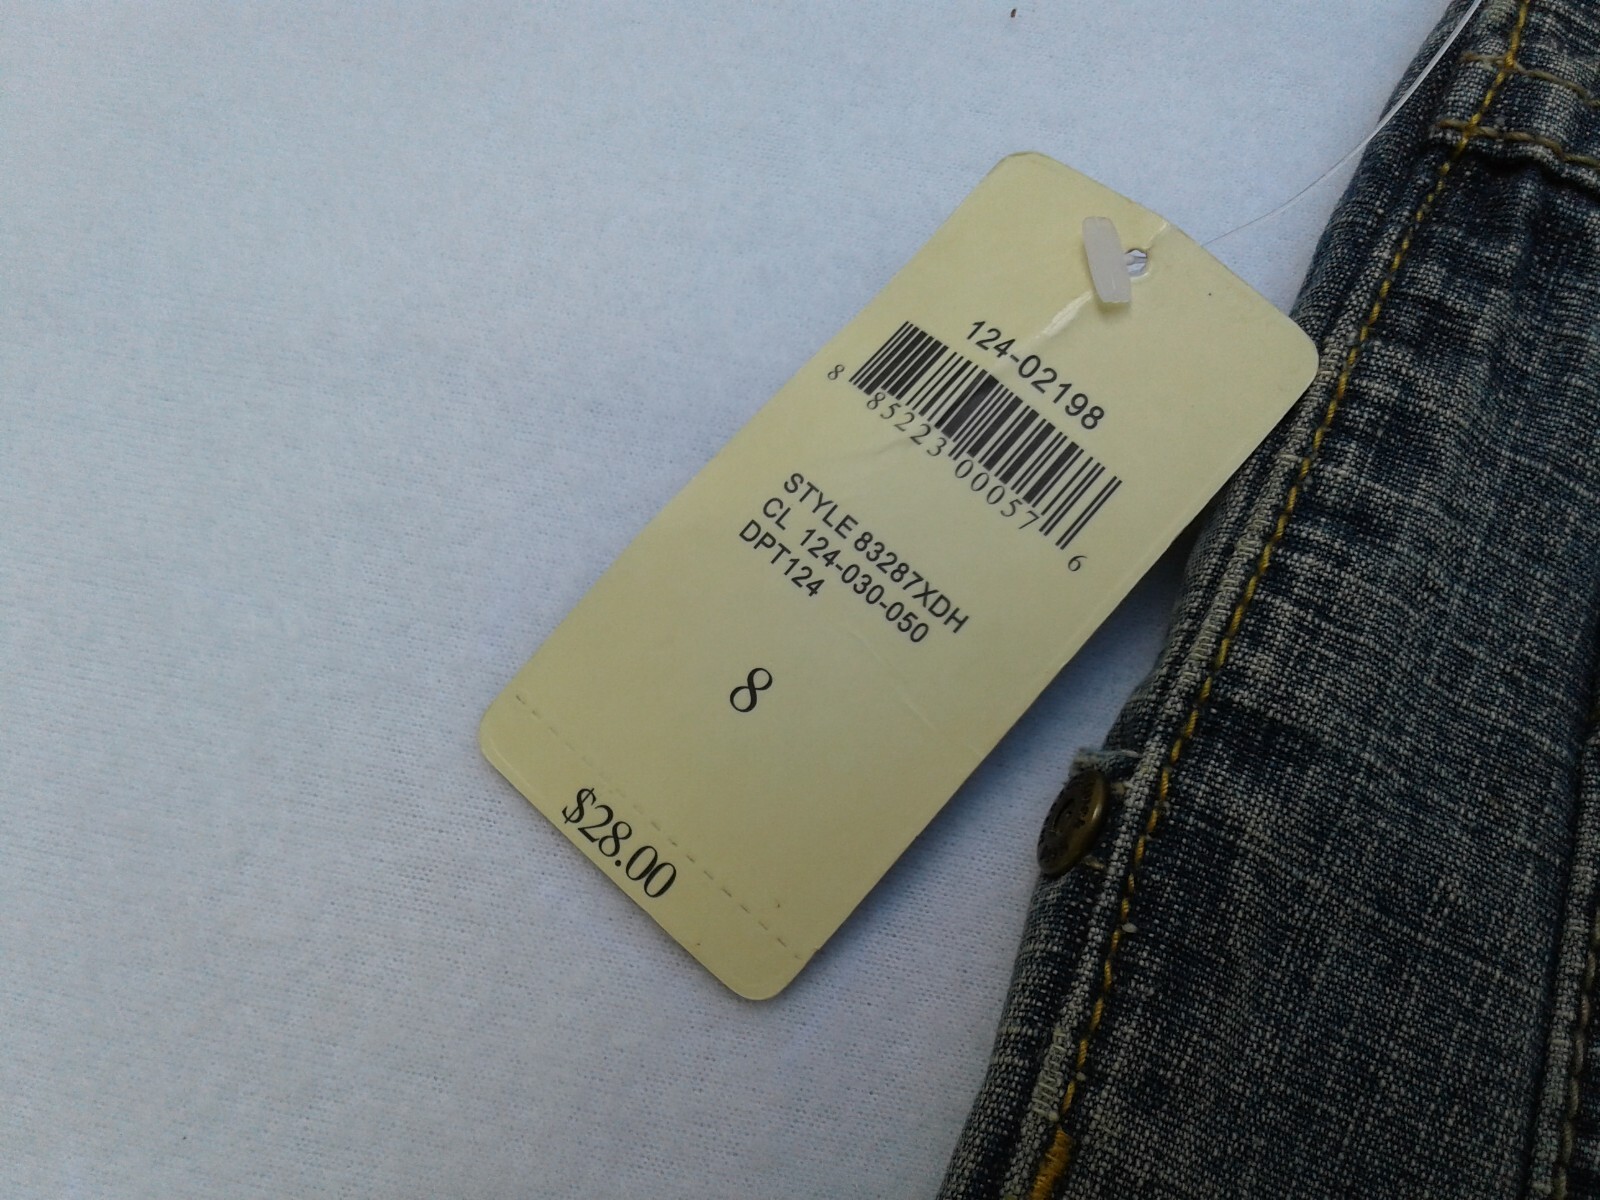 124-02198
8 85223 00057 6
STYLE 83287XDH
CL 124-030-050
DPT124
8
$28.00